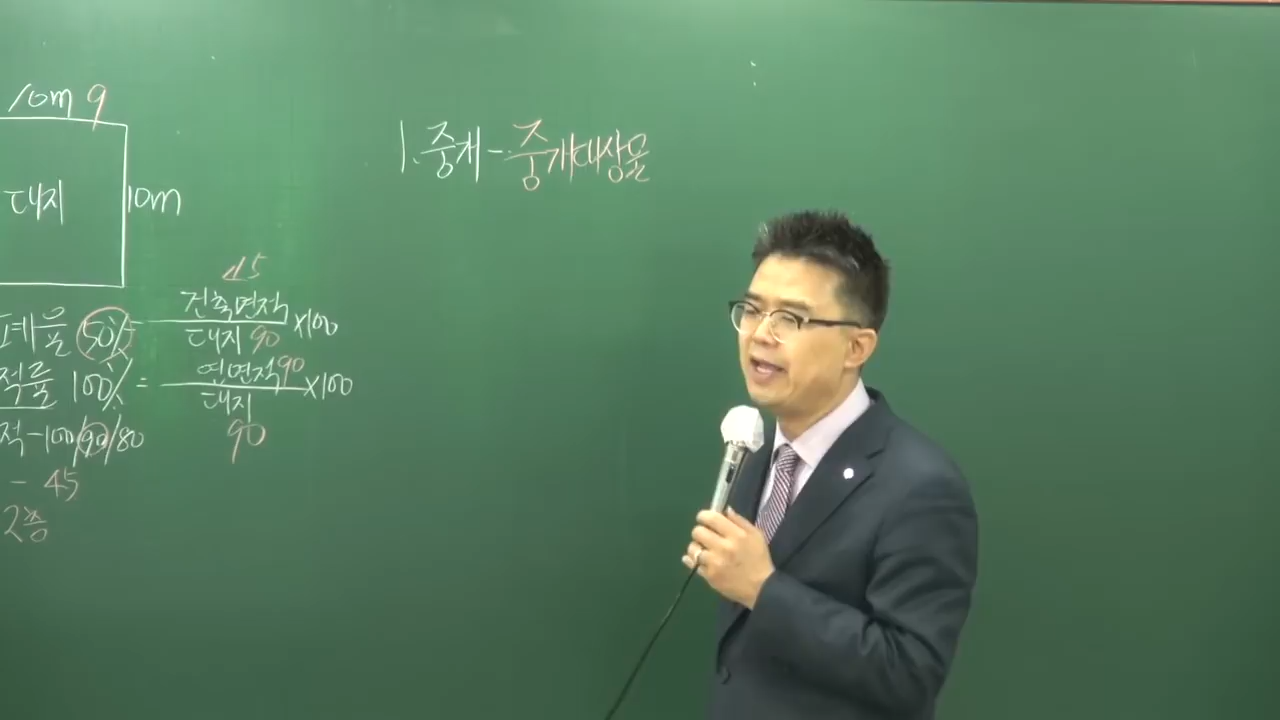 10m 9
대지 10m
1. 중개 - 중개대상물
45
폐율 50% = 건축면적 / 대지 90 ×100
적률 100% = 연면적 90 / 대지 90 ×100
적 - 100/90/80
- 45
2층